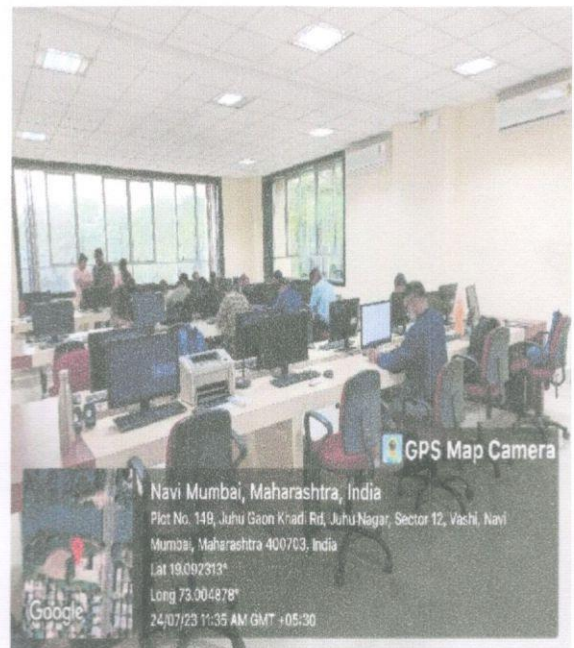 GPS Map Camera
Navi Mumbai, Maharashtra, India
Plot No. 149, Juhu Gaon Khadi Rd, Juhu Nagar, Sector 12, Vashi, Navi
Mumbai, Maharashtra 400703, India
Lat 19.092313°
Long 73.004878°
24/07/23 11:35 AM GMT +05:30
Google